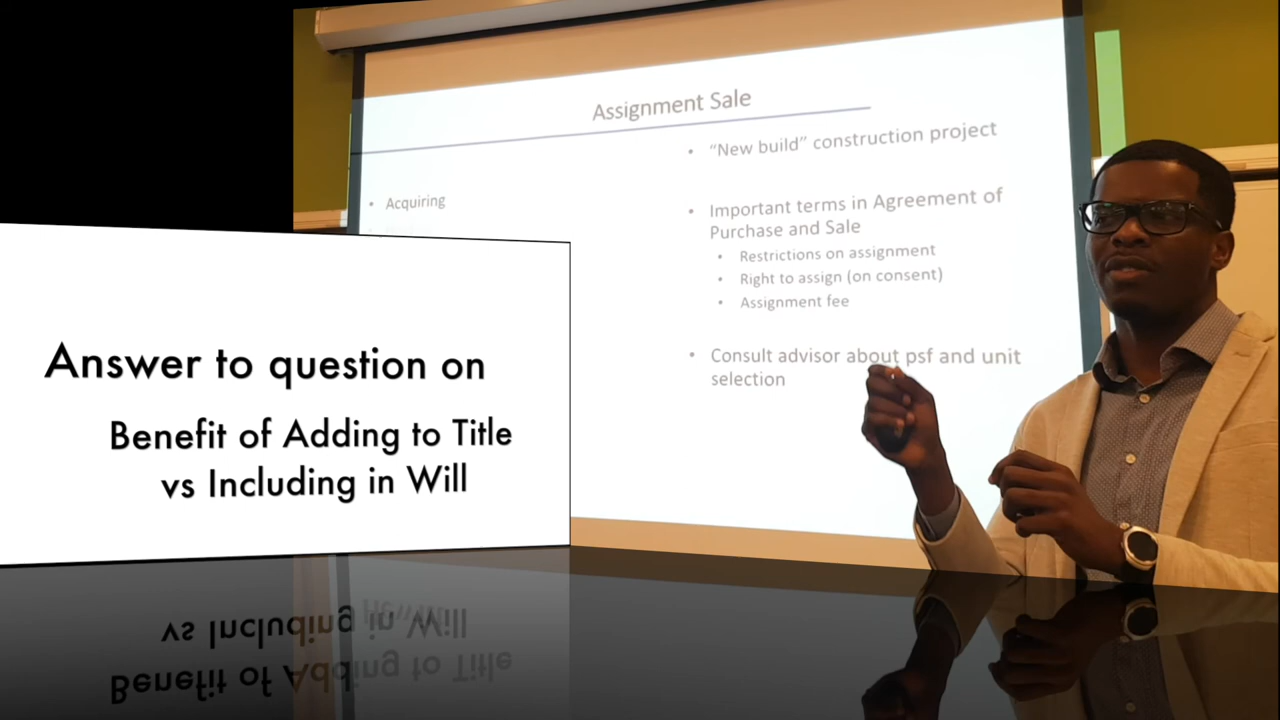 Assignment Sale
• Acquiring
• “New build” construction project
• Important terms in Agreement of
Purchase and Sale
• Restrictions on assignment
• Right to assign (on consent)
• Assignment fee
• Consult advisor about psf and unit
selection
Answer to question on
Benefit of Adding to Title
vs Including in Will